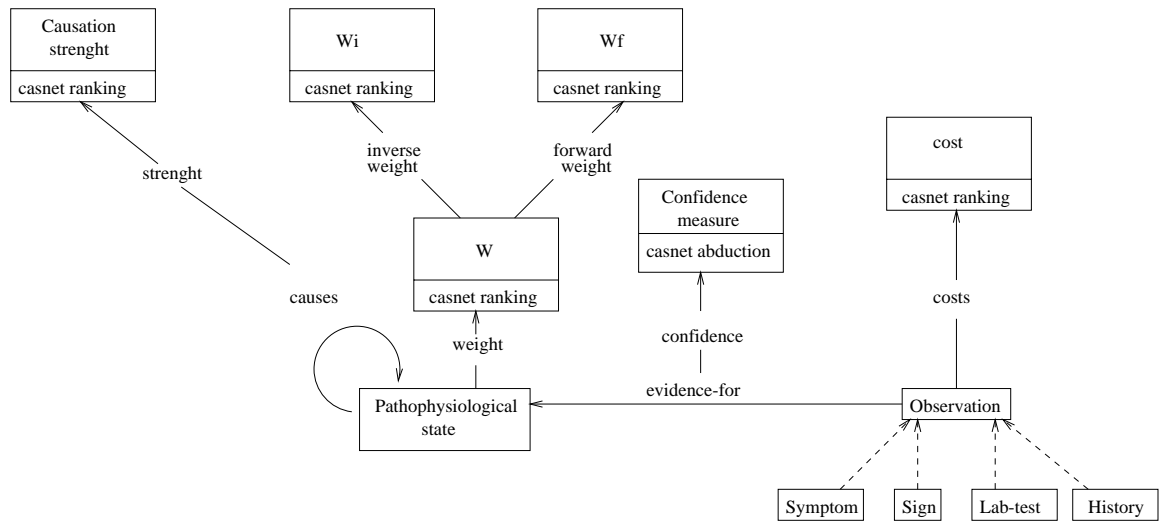 Causation
strenght
casnet ranking
Wi
casnet ranking
Wf
casnet ranking
cost
casnet ranking
inverse
weight
forward
weight
strenght
Confidence
measure
casnet abduction
W
casnet ranking
causes
costs
weight
confidence
evidence-for
Pathophysiological
state
Observation
Symptom
Sign
Lab-test
History